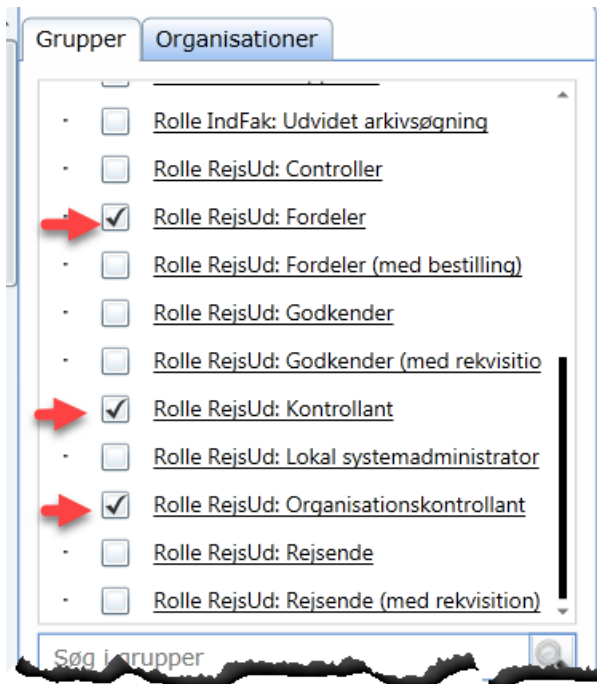 Grupper Organisationer
Rolle IndFak: Udvidet arkivsøgning
Rolle RejsUd: Controller
Rolle RejsUd: Fordeler
Rolle RejsUd: Fordeler (med bestilling)
Rolle RejsUd: Godkender
Rolle RejsUd: Godkender (med rekvisitio
Rolle RejsUd: Kontrollant
Rolle RejsUd: Lokal systemadministrator
Rolle RejsUd: Organisationskontrollant
Rolle RejsUd: Rejsende
Rolle RejsUd: Rejsende (med rekvisition)
Søg i grupper